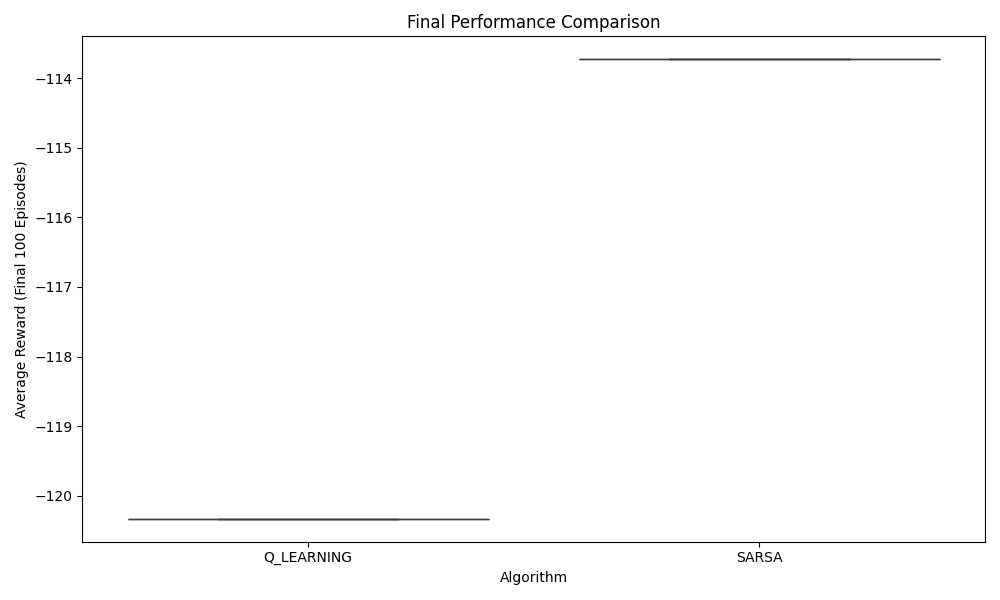 Final Performance Comparison
Average Reward (Final 100 Episodes)
−114
−115
−116
−117
−118
−119
−120
Q_LEARNING
SARSA
Algorithm